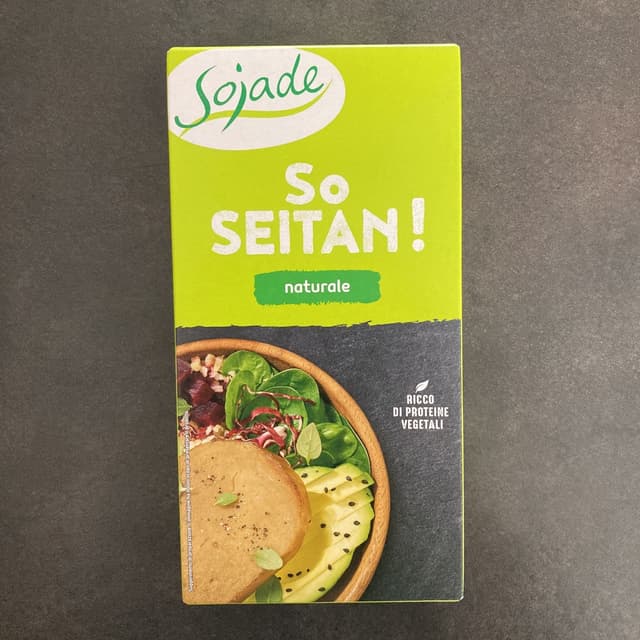 Sojade
So
SEITAN!
naturale
RICCO
DI PROTEINE
VEGETALI